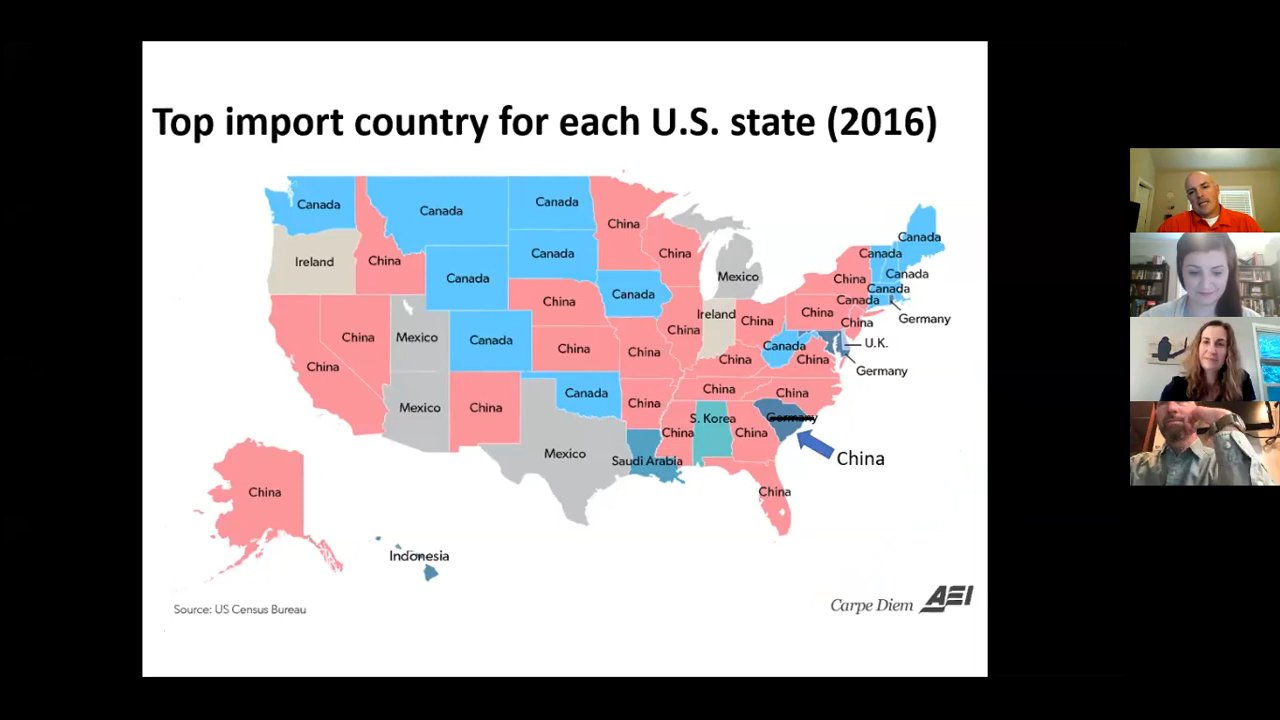 Top import country for each U.S. state (2016)
Canada
Canada
Canada
China
Canada
Ireland
China
Canada
Canada
China
Canada
Canada
China
Canada
Mexico
China
Canada
Canada
Germany
China
China
Mexico
Canada
China
China
China
Ireland
China
China
Canada
China
U.K.
Germany
China
Canada
China
China
Mexico
China
Canada
China
China
China
Mexico
Saudi Arabia
China
S. Korea
China
Germany
China
China
China
Indonesia
Source: US Census Bureau
Carpe Diem AEI